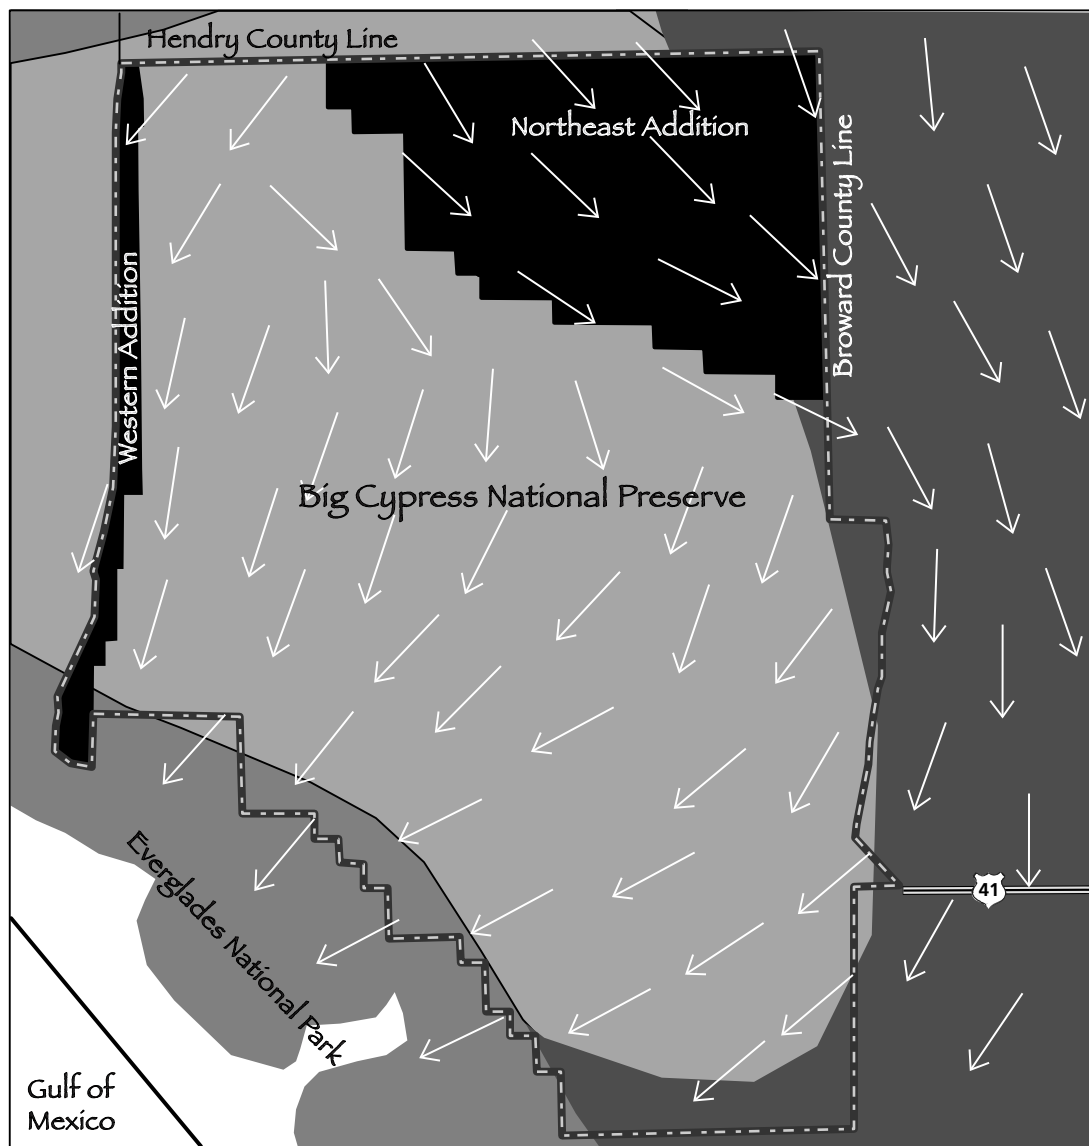 Hendry County Line
Northeast Addition
Broward County Line
Western Addition
Big Cypress National Preserve
Everglades National Park
41
Gulf of
Mexico